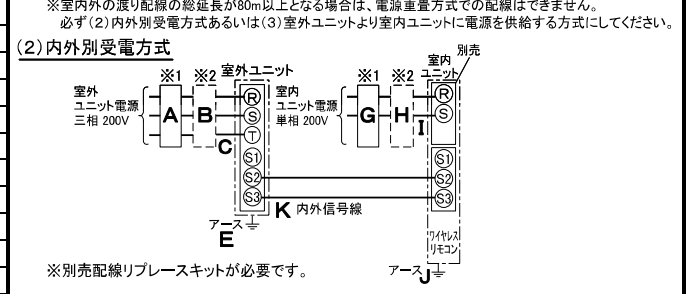 ※室内外の渡り配線の総延長が80m以上となる場合は、電源重畳方式での配線はできません。
必ず(2)内外別受電方式あるいは(3)室外ユニットより室内ユニットに電源を供給する方式にしてください。
(2)内外別受電方式
別売
※1 ※2 室外ユニット
※1 ※2 室内ユニット
室外
ユニット電源
三相 200V
A B C
R
S
T
S1
S2
S3
室内
ユニット電源
単相 200V
G H I
R
S
S1
S2
S3
K 内外信号線
アース
E
ワイヤレス
リモコン
アース J
※別売配線リプレースキットが必要です。